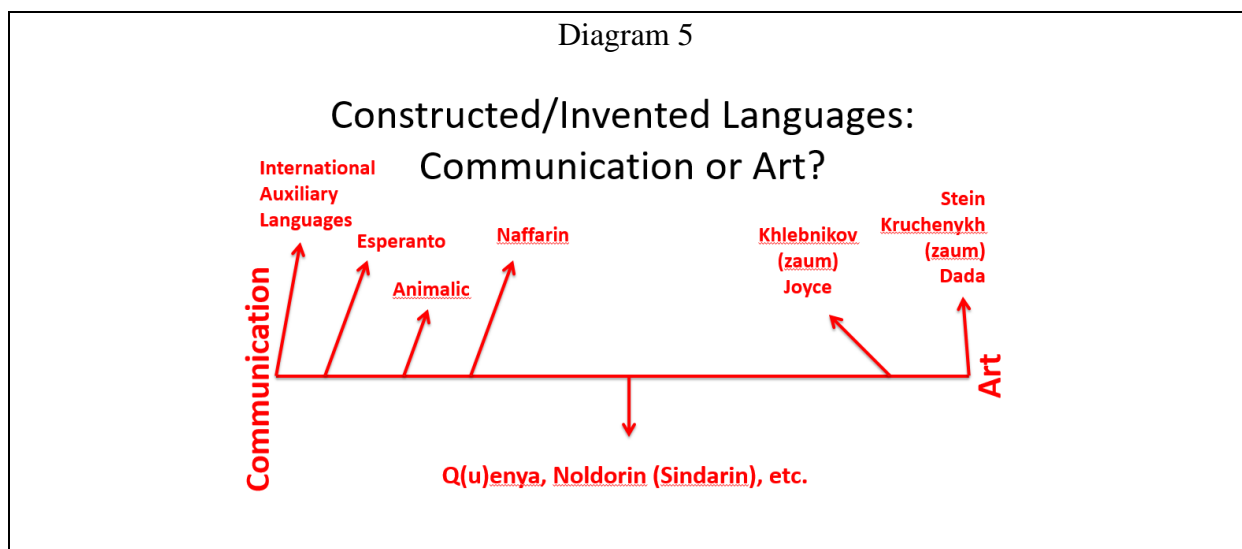 Diagram 5
Constructed/Invented Languages:
Communication or Art?
International
Auxiliary
Languages
Esperanto
Animalic
Naffarin
Khlebnikov
(zaum)
Joyce
Stein
Kruchenykh
(zaum)
Dada
Communication
Art
Q(u)enya, Noldorin (Sindarin), etc.